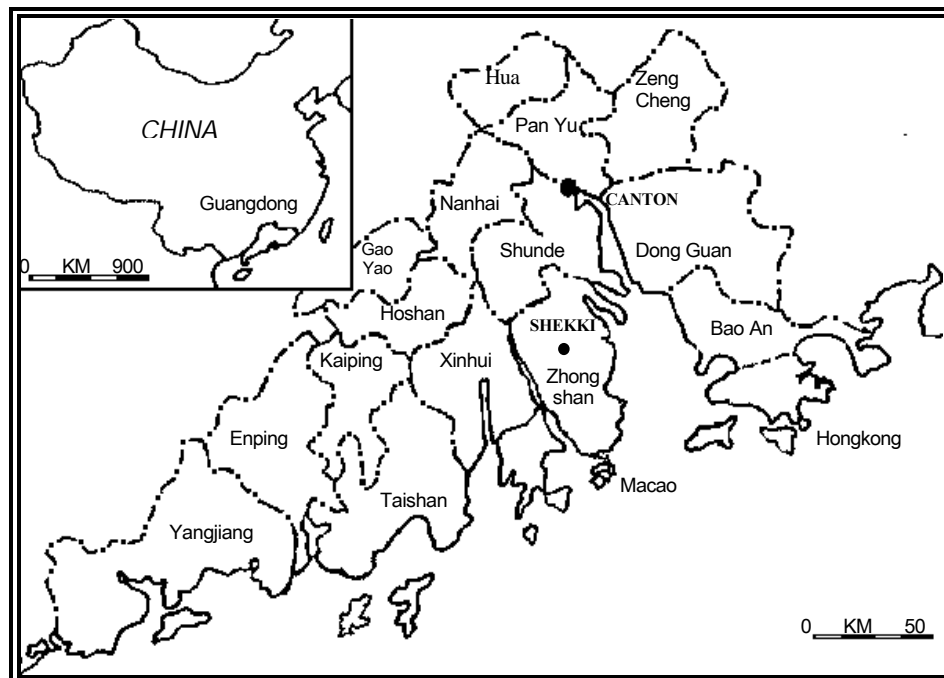 CHINA
Guangdong
0 KM 900
Hua
Zeng
Cheng
Pan Yu
CANTON
Nanhai
Gao
Yao
Shunde
Dong Guan
Hoshan
SHEKKI
Bao An
Kaiping
Xinhui
Zhong
shan
Enping
Hongkong
Macao
Taishan
Yangjiang
0 KM 50